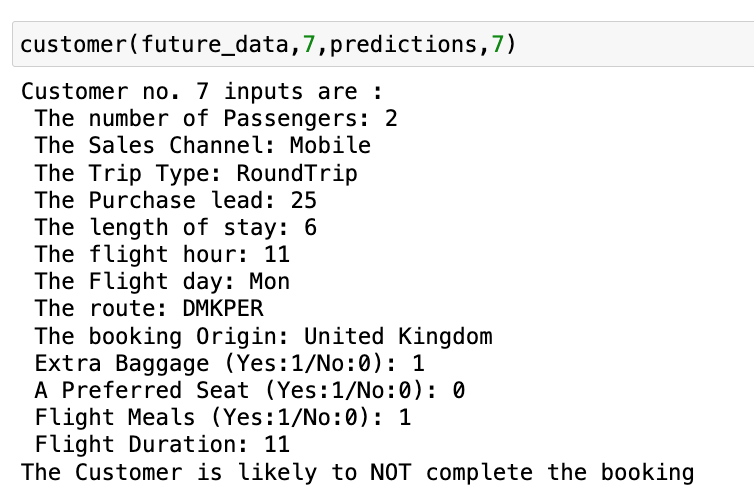 customer(future_data,7,predictions,7)
Customer no. 7 inputs are :
The number of Passengers: 2
The Sales Channel: Mobile
The Trip Type: RoundTrip
The Purchase lead: 25
The length of stay: 6
The flight hour: 11
The Flight day: Mon
The route: DMKPER
The booking Origin: United Kingdom
Extra Baggage (Yes:1/No:0): 1
A Preferred Seat (Yes:1/No:0): 0
Flight Meals (Yes:1/No:0): 1
Flight Duration: 11
The Customer is likely to NOT complete the booking